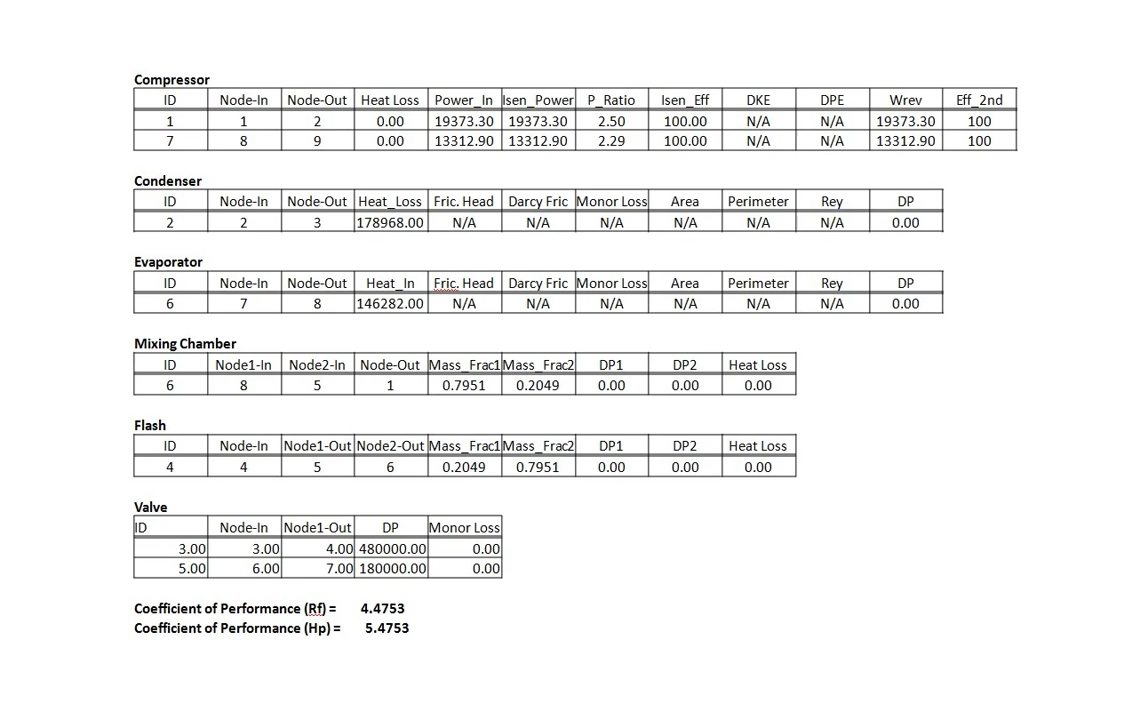 Compressor
ID Node-In Node-Out Heat Loss Power_In Isen_Power P_Ratio Isen_Eff DKE DPE Wrev Eff_2nd
1 1 2 0.00 19373.30 19373.30 2.50 100.00 N/A N/A 19373.30 100
7 8 9 0.00 13312.90 13312.90 2.29 100.00 N/A N/A 13312.90 100
Condenser
ID Node-In Node-Out Heat_Loss Fric. Head Darcy Fric Monor Loss Area Perimeter Rey DP
2 2 3 178968.00 N/A N/A N/A N/A N/A N/A 0.00
Evaporator
ID Node-In Node-Out Heat_In Fric. Head Darcy Fric Monor Loss Area Perimeter Rey DP
6 7 8 146282.00 N/A N/A N/A N/A N/A N/A 0.00
Mixing Chamber
ID Node1-In Node2-In Node-Out Mass_Frac1 Mass_Frac2 DP1 DP2 Heat Loss
6 8 5 1 0.7951 0.2049 0.00 0.00 0.00
Flash
ID Node-In Node1-Out Node2-Out Mass_Frac1 Mass_Frac2 DP1 DP2 Heat Loss
4 4 5 6 0.2049 0.7951 0.00 0.00 0.00
Valve
ID Node-In Node1-Out DP Monor Loss
3.00 3.00 4.00 480000.00 0.00
5.00 6.00 7.00 180000.00 0.00
Coefficient of Performance (Rf) = 4.4753
Coefficient of Performance (Hp) = 5.4753